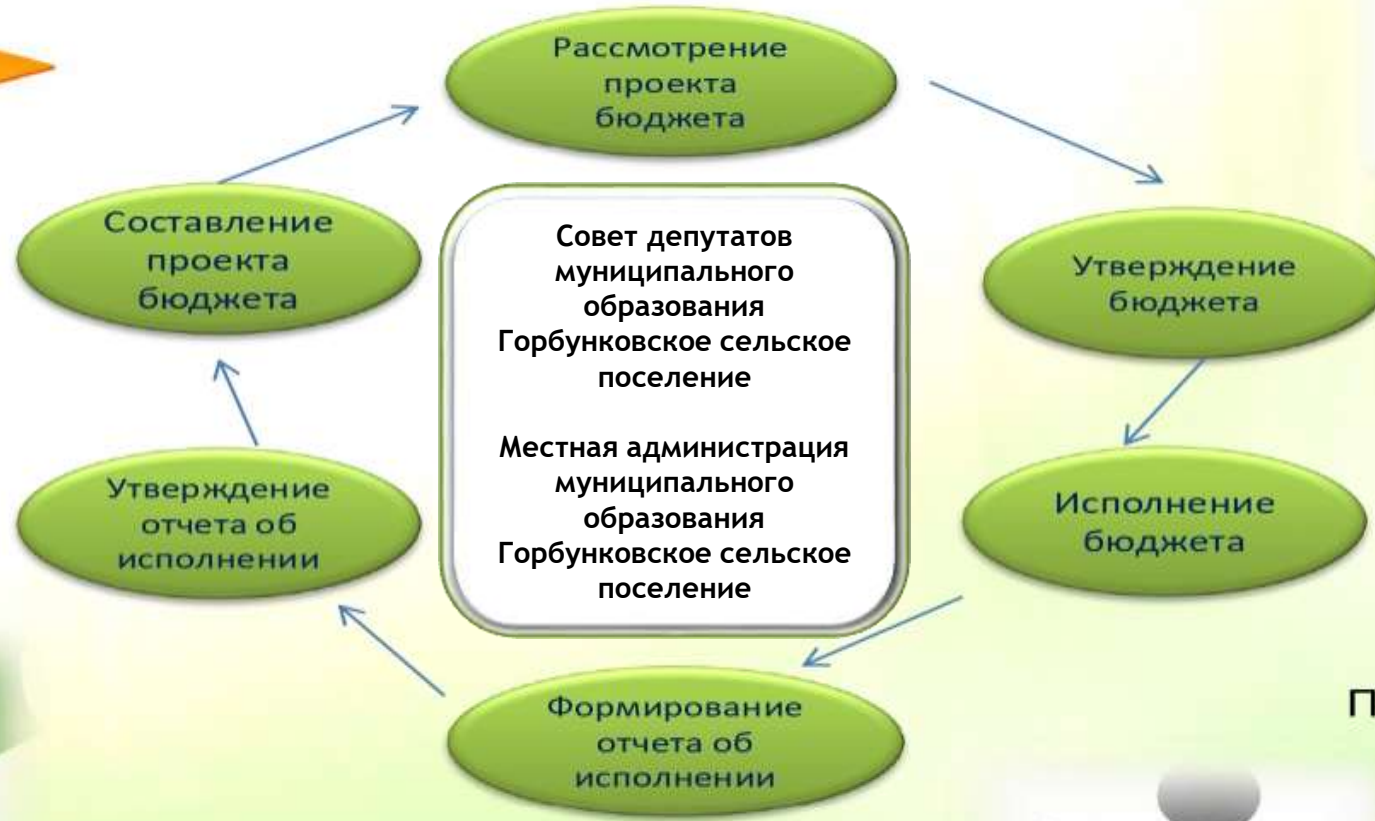 Рассмотрение
проекта
бюджета
Составление
проекта
бюджета
Утверждение
бюджета
Совет депутатов
муниципального
образования
Горбунковское сельское
поселение
Местная администрация
муниципального
образования
Горбунковское сельское
поселение
Утверждение
отчета об
исполнении
Исполнение
бюджета
Формирование
отчета об
исполнении
П